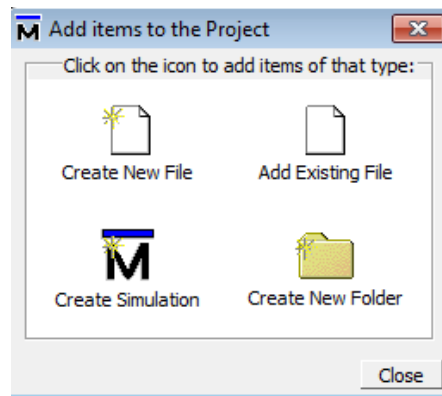 Add items to the Project
Click on the icon to add items of that type:
Create New File
Add Existing File
M
Create Simulation
Create New Folder
Close